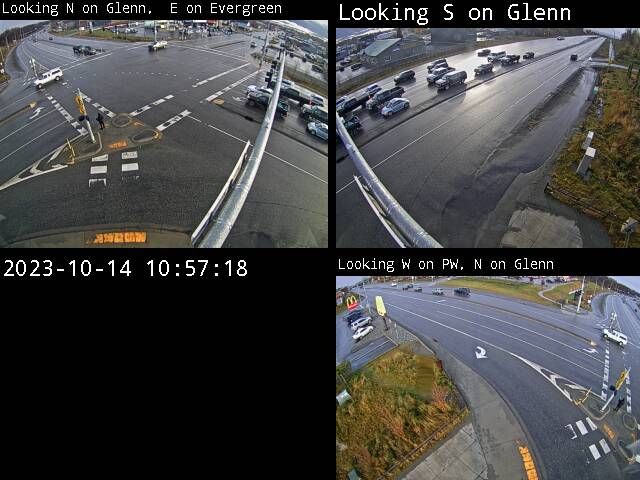 Looking N on Glenn,  E on Evergreen
Looking S on Glenn
2023-10-14 10:57:18
Looking W on PW, N on Glenn